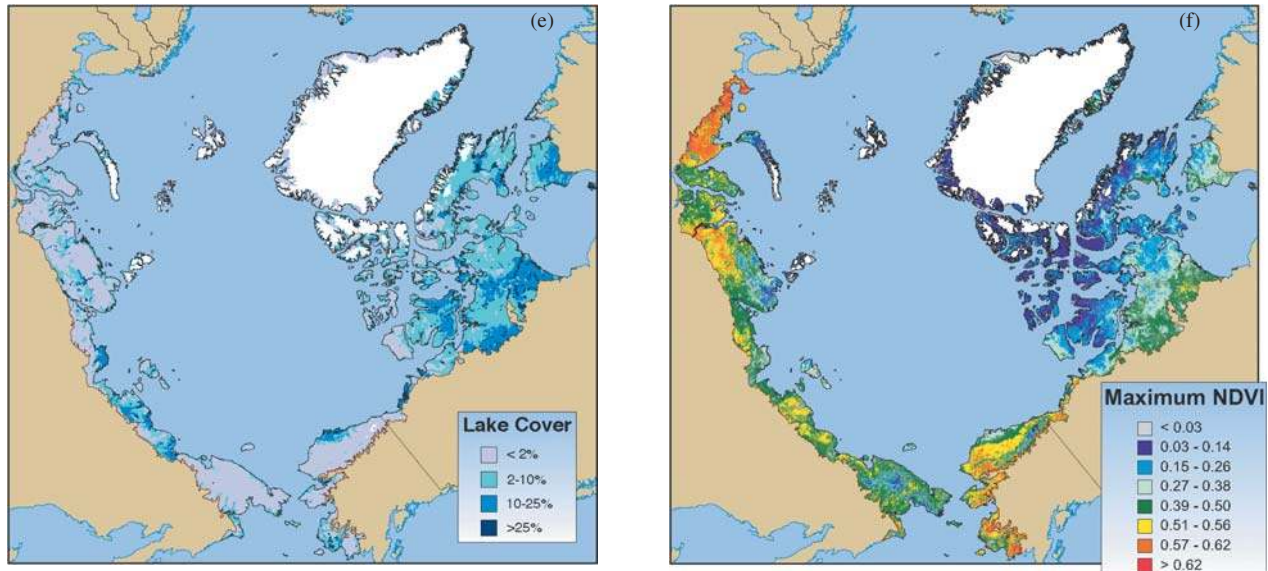 (e)
Lake Cover
< 2%
2-10%
10-25%
>25%
(f)
Maximum NDVI
< 0.03
0.03 - 0.14
0.15 - 0.26
0.27 - 0.38
0.39 - 0.50
0.51 - 0.56
0.57 - 0.62
> 0.62